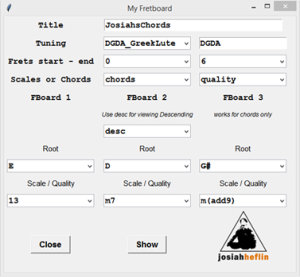 My Fretboard
Title JosiahsChords
Tuning DGDA_GreekLute DGDA
Frets start - end 0 6
Scales or Chords chords quality
FBoard 1 FBoard 2 FBoard 3
Use desc for viewing Descending works for chords only
desc
Root Root Root
E D G#
Scale / Quality Scale / Quality Scale / Quality
13 m7 m(add9)
Close Show
josiahheflin